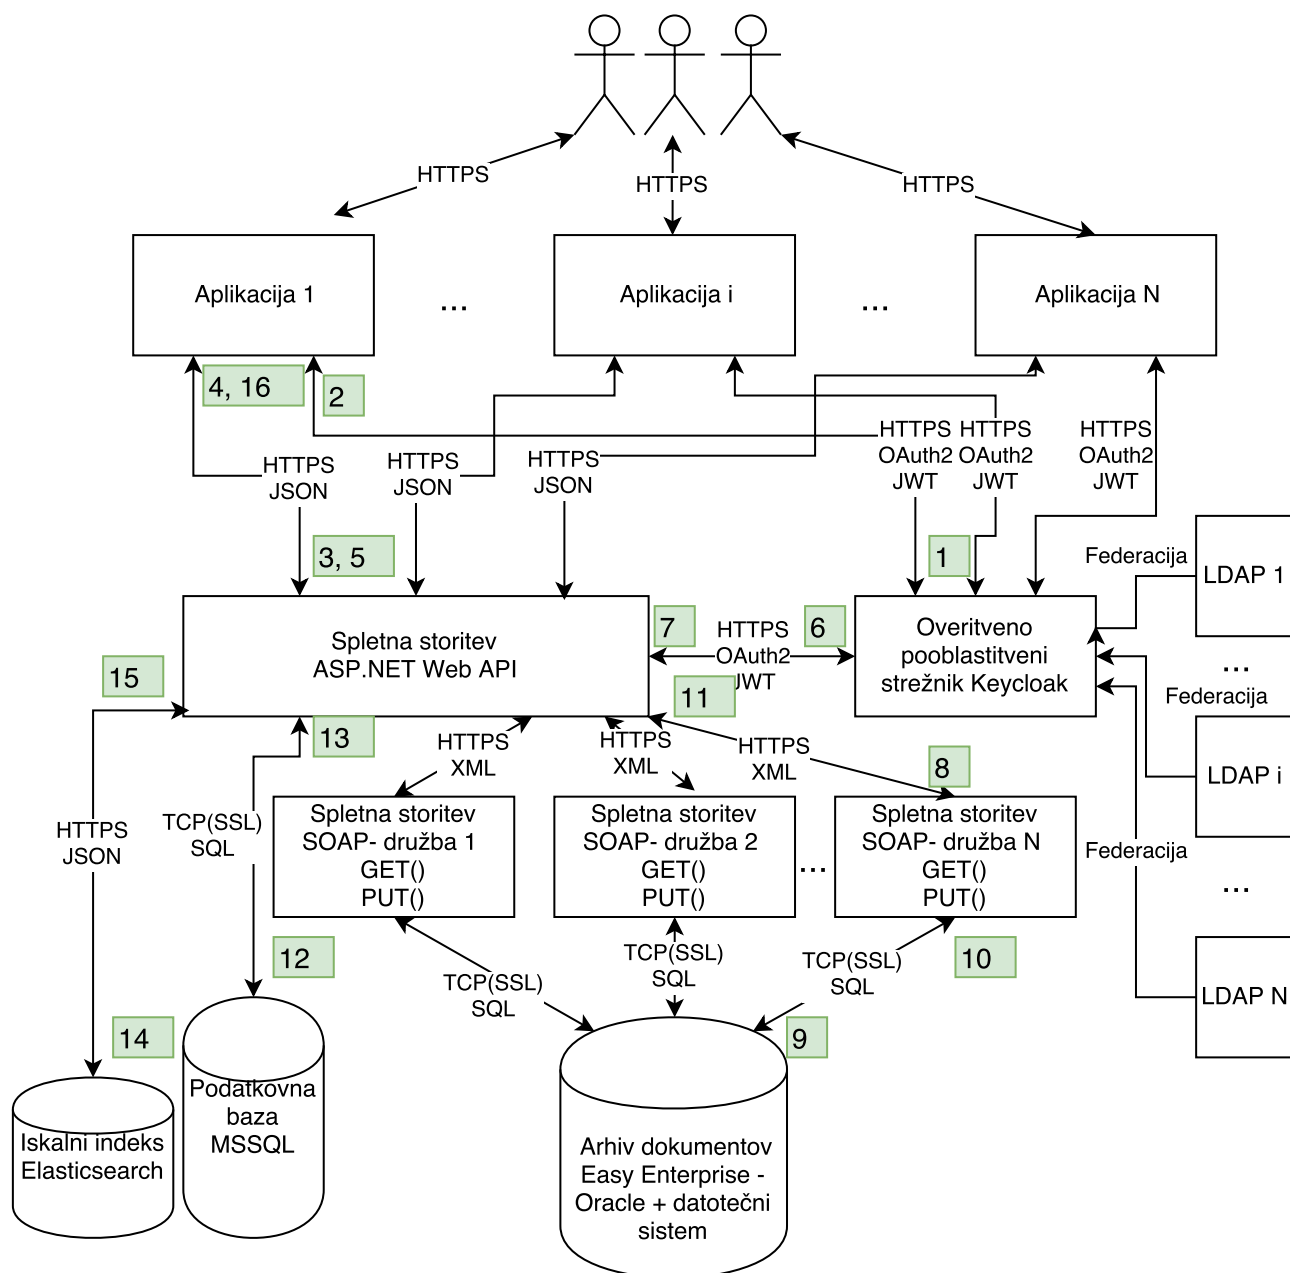 HTTPS
HTTPS
HTTPS
Aplikacija 1
...
Aplikacija i
...
Aplikacija N
4, 16
2
HTTPS
JSON
HTTPS
JSON
HTTPS
JSON
HTTPS
OAuth2
JWT
HTTPS
OAuth2
JWT
HTTPS
OAuth2
JWT
3, 5
1
Federacija
LDAP 1
Spletna storitev
ASP.NET Web API
7
HTTPS
OAuth2
JWT
6
Overitveno
pooblastitveni
strežnik Keycloak
...
Federacija
15
11
13
LDAP i
HTTPS
XML
HTTPS
XML
HTTPS
XML
8
HTTPS
JSON
TCP(SSL)
SQL
Spletna storitev
SOAP- družba 1
GET()
PUT()
Spletna storitev
SOAP- družba 2
GET()
PUT()
...
Spletna storitev
SOAP- družba N
GET()
PUT()
Federacija
...
12
TCP(SSL)
SQL
TCP(SSL)
SQL
TCP(SSL)
SQL
10
LDAP N
14
9
Iskalni indeks
Elasticsearch
Podatkovna
baza
MSSQL
Arhiv dokumentov
Easy Enterprise -
Oracle + datotečni
sistem